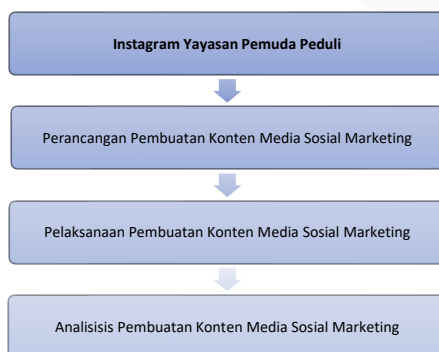 Instagram Yayasan Pemuda Peduli
Perancangan Pembuatan Konten Media Sosial Marketing
Pelaksanaan Pembuatan Konten Media Sosial Marketing
Analisisis Pembuatan Konten Media Sosial Marketing